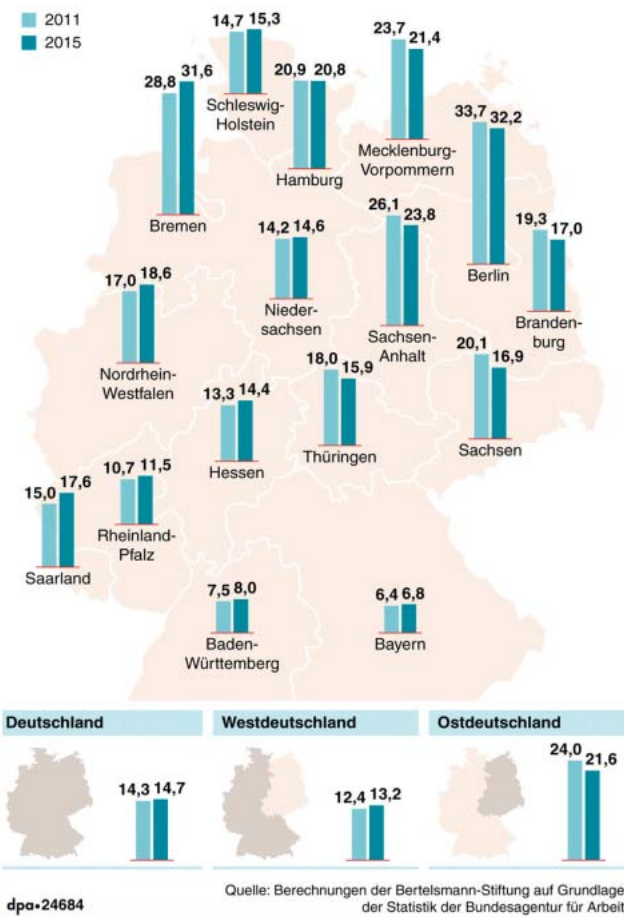 2011
2015
14,7 15,3
Schleswig-
Holstein
28,8 31,6
Bremen
20,9 20,8
Hamburg
23,7 21,4
Mecklenburg-
Vorpommern
33,7 32,2
Berlin
19,3 17,0
Branden-
burg
14,2 14,6
Nieder-
sachsen
26,1 23,8
Sachsen-
Anhalt
17,0 18,6
Nordrhein-
Westfalen
13,3 14,4
Hessen
18,0 15,9
Thüringen
20,1 16,9
Sachsen
15,0 17,6
Saarland
10,7 11,5
Rheinland-
Pfalz
7,5 8,0
Baden-
Württemberg
6,4 6,8
Bayern
Deutschland
14,3 14,7
Westdeutschland
12,4 13,2
Ostdeutschland
24,0 21,6
dpa•24684
Quelle: Berechnungen der Bertelsmann-Stiftung auf Grundlage
der Statistik der Bundesagentur für Arbeit